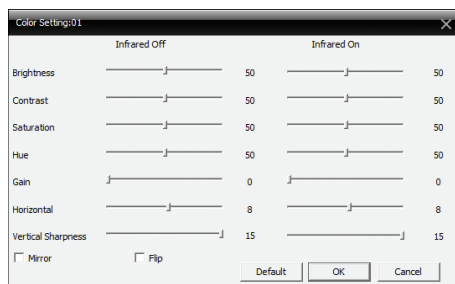 Color Setting:01
Infrared Off Infrared On
Brightness 50 50
Contrast 50 50
Saturation 50 50
Hue 50 50
Gain 0 0
Horizontal 8 8
Vertical Sharpness 15 15
Mirror Flip
Default OK Cancel